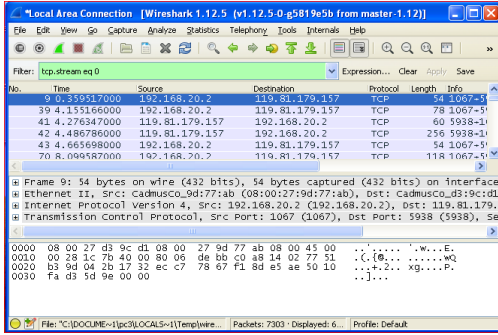 *Local Area Connection [Wireshark 1.12.5 (v1.12.5-0-g5819e5b from master-1.12)]
File Edit View Go Capture Analyze Statistics Telephony Tools Internals Help
Filter: tcp.stream eq 0 Expression... Clear Apply Save
No. Time Source Destination Protocol Length Info
9 0.359517000 192.168.20.2 119.81.179.157 TCP 54 1067→5
39 4.155166000 192.168.20.2 119.81.179.157 TCP 78 1067→5
41 4.276347000 119.81.179.157 192.168.20.2 TCP 60 5938→1
42 4.486786000 119.81.179.157 192.168.20.2 TCP 256 5938→1
43 4.665698000 192.168.20.2 119.81.179.157 TCP 54 1067→5
70 8.099587000 192.168.20.2 119.81.179.157 TCP 118 1067→5
Frame 9: 54 bytes on wire (432 bits), 54 bytes captured (432 bits) on interface
Ethernet II, Src: CadmusCo_9d:77:ab (08:00:27:9d:77:ab), Dst: CadmusCo_d3:9c:d1
Internet Protocol Version 4, Src: 192.168.20.2 (192.168.20.2), Dst: 119.81.179.
Transmission Control Protocol, Src Port: 1067 (1067), Dst Port: 5938 (5938), Se
0000 08 00 27 d3 9c d1 08 00 27 9d 77 ab 08 00 45 00 ..'..... '.w...E.
0010 00 28 1c 7b 40 00 80 06 de bb c0 a8 14 02 77 51 .(.{@... ......wQ
0020 b3 9d 04 2b 17 32 ec c7 78 67 f1 8d e5 ae 50 10 ...+.2.. xg....P.
0030 fa d3 5d 9e 00 00 ..]...
File: "C:\DOCUME~1\pc3\LOCALS~1\Temp\wire... Packets: 7303 · Displayed: 6... Profile: Default